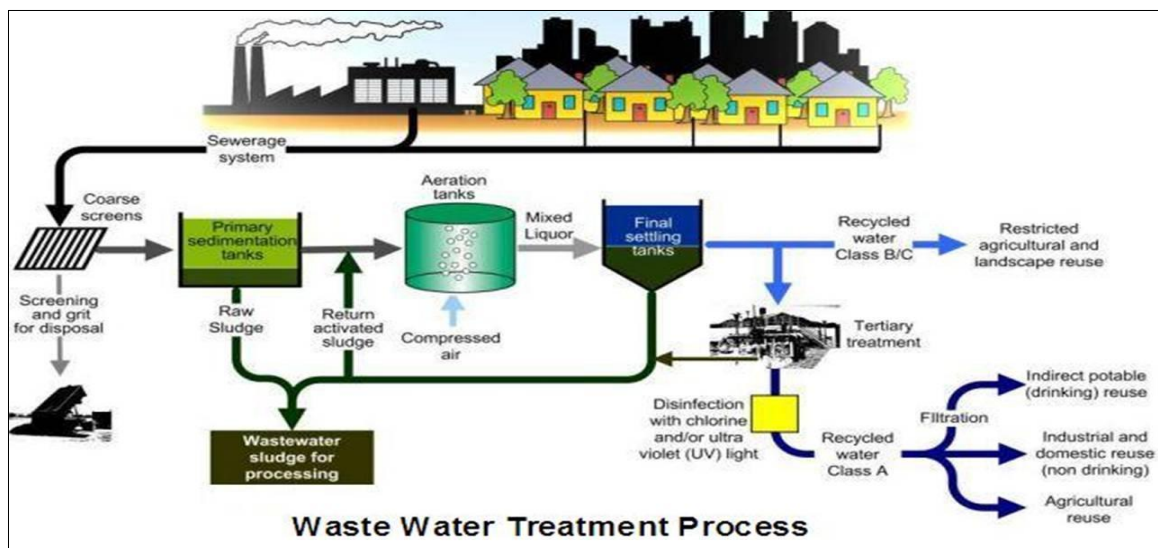 Sewerage
system
Coarse
screens
Primary
sedimentation
tanks
Aeration
tanks
Mixed
Liquor
Final
settling
tanks
Recycled
water
Class B/C
Restricted
agricultural and
landscape reuse
Screening
and grit
for disposal
Raw
Sludge
Return
activated
sludge
Compressed
air
Tertiary
treatment
Wastewater
sludge for
processing
Disinfection
with chlorine
and/or ultra
violet (UV) light
Recycled
water
Class A
FIltration
Indirect potable
(drinking) reuse
Industrial and
domestic reuse
(non drinking)
Agricultural
reuse
Waste Water Treatment Process